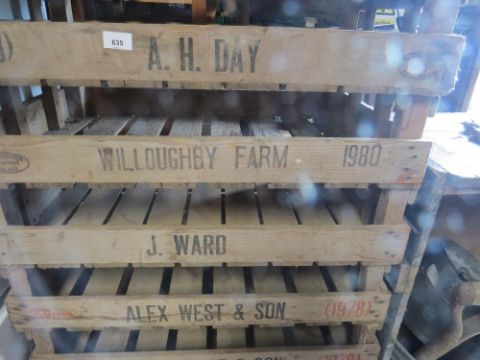 635
A. H. DAY
WILLOUGHBY FARM 1980
J. WARD
ALEX WEST & SON (1978)